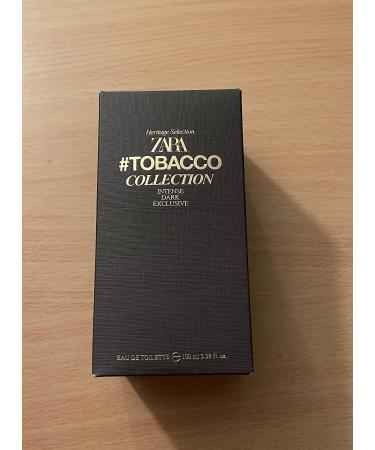 Heritage Selection
ZARA
#TOBACCO
COLLECTION
INTENSE
DARK
EXCLUSIVE
EAU DE TOILETTE ⊖ 100 ml 3.38 fl. oz.